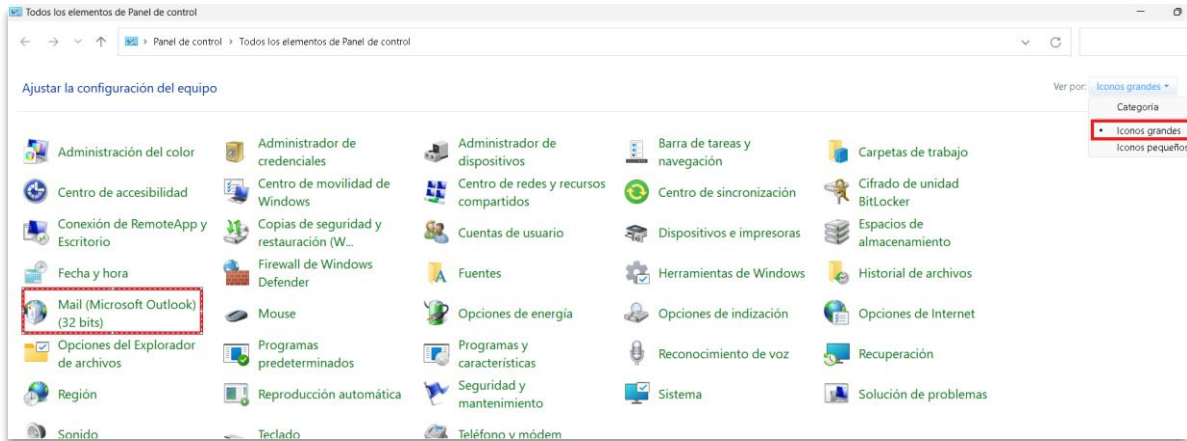 Todos los elementos de Panel de control
Panel de control > Todos los elementos de Panel de control
Ajustar la configuración del equipo
Ver por: Iconos grandes
Categoría
Iconos grandes
Iconos pequeños
Administración del color
Administrador de
credenciales
Administrador de
dispositivos
Barra de tareas y
navegación
Carpetas de trabajo
Centro de accesibilidad
Centro de movilidad de
Windows
Centro de redes y recursos
compartidos
Centro de sincronización
Cifrado de unidad
BitLocker
Conexión de RemoteApp y
Escritorio
Copias de seguridad y
restauración (W...
Cuentas de usuario
Dispositivos e impresoras
Espacios de
almacenamiento
Fecha y hora
Firewall de Windows
Defender
Fuentes
Herramientas de Windows
Historial de archivos
Mail (Microsoft Outlook)
(32 bits)
Mouse
Opciones de energía
Opciones de indización
Opciones de Internet
Opciones del Explorador
de archivos
Programas
predeterminados
Programas y
características
Reconocimiento de voz
Recuperación
Región
Reproducción automática
Seguridad y
mantenimiento
Sistema
Solución de problemas
Sonido
Teclado
Teléfono y módem